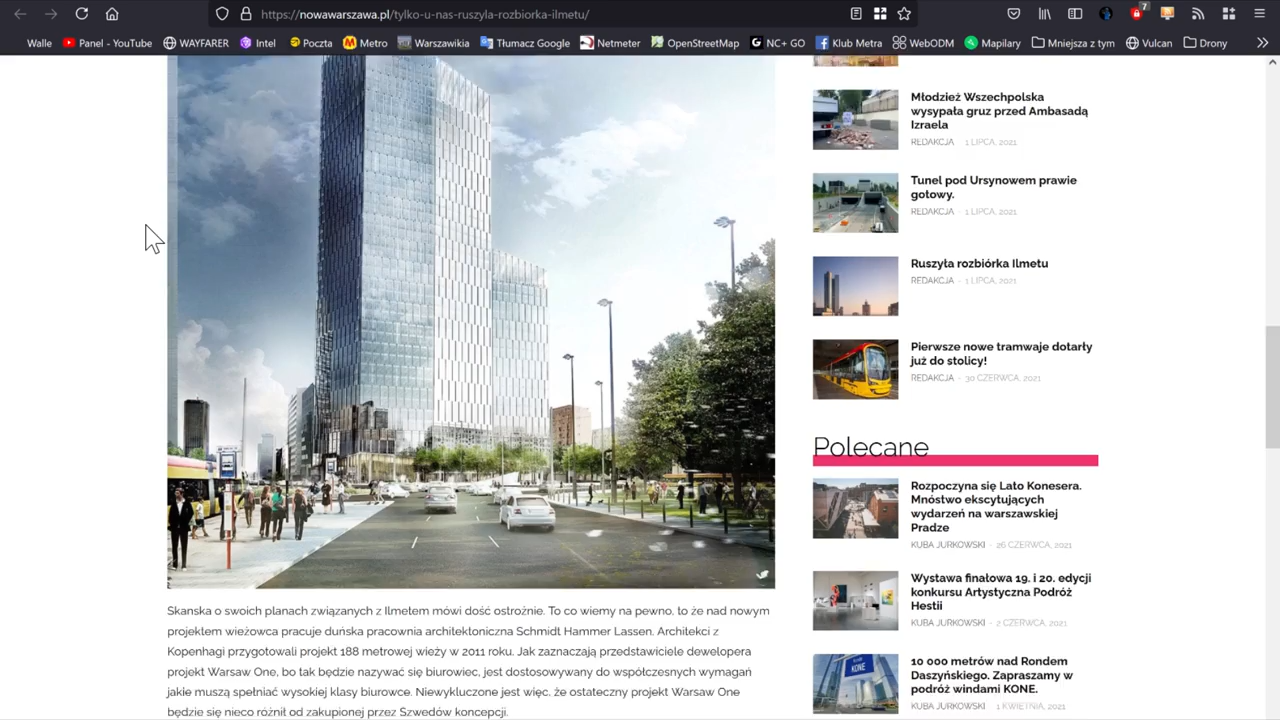 https://nowawarszawa.pl/tylko-u-nas-ruszyla-rozbiorka-ilmetu/
7
Walle Panel - YouTube WAYFARER Intel Poczta Metro Warszawikia Tłumacz Google Netmeter OpenStreetMap NC+ GO Klub Metra WebODM Mapilary Mniejsza z tym Vulcan Drony
Młodzież Wszechpolska
wysypała gruz przed Ambasadą
Izraela
REDAKCJA - 1 LIPCA, 2021
Tunel pod Ursynowem prawie
gotowy.
REDAKCJA - 1 LIPCA, 2021
Ruszyła rozbiórka Ilmetu
REDAKCJA - 1 LIPCA, 2021
Pierwsze nowe tramwaje dotarły
już do stolicy!
REDAKCJA - 30 CZERWCA, 2021
Polecane
Rozpoczyna się Lato Konesera.
Mnóstwo ekscytujących
wydarzeń na warszawskiej
Pradze
KUBA JURKOWSKI - 26 CZERWCA, 2021
Wystawa finałowa 19. i 20. edycji
konkursu Artystyczna Podróż
Hestii
KUBA JURKOWSKI - 2 CZERWCA, 2021
10 000 metrów nad Rondem
Daszyńskiego. Zapraszamy w
podróż windami KONE.
KUBA JURKOWSKI - 1 KWIETNIA, 2021
KONE
Skanska o swoich planach związanych z Ilmetem mówi dość ostrożnie. To co wiemy na pewno, to że nad nowym
projektem wieżowca pracuje duńska pracownia architektoniczna Schmidt Hammer Lassen. Architekci z
Kopenhagi przygotowali projekt 188 metrowej wieży w 2011 roku. Jak zaznaczają przedstawiciele dewelopera
projekt Warsaw One, bo tak będzie nazywać się biurowiec, jest dostosowywany do współczesnych wymagań
jakie muszą spełniać wysokiej klasy biurowce. Niewykluczone jest więc, że ostateczny projekt Warsaw One
będzie się różnił od pokazanej przez Szwedów koncepcji.